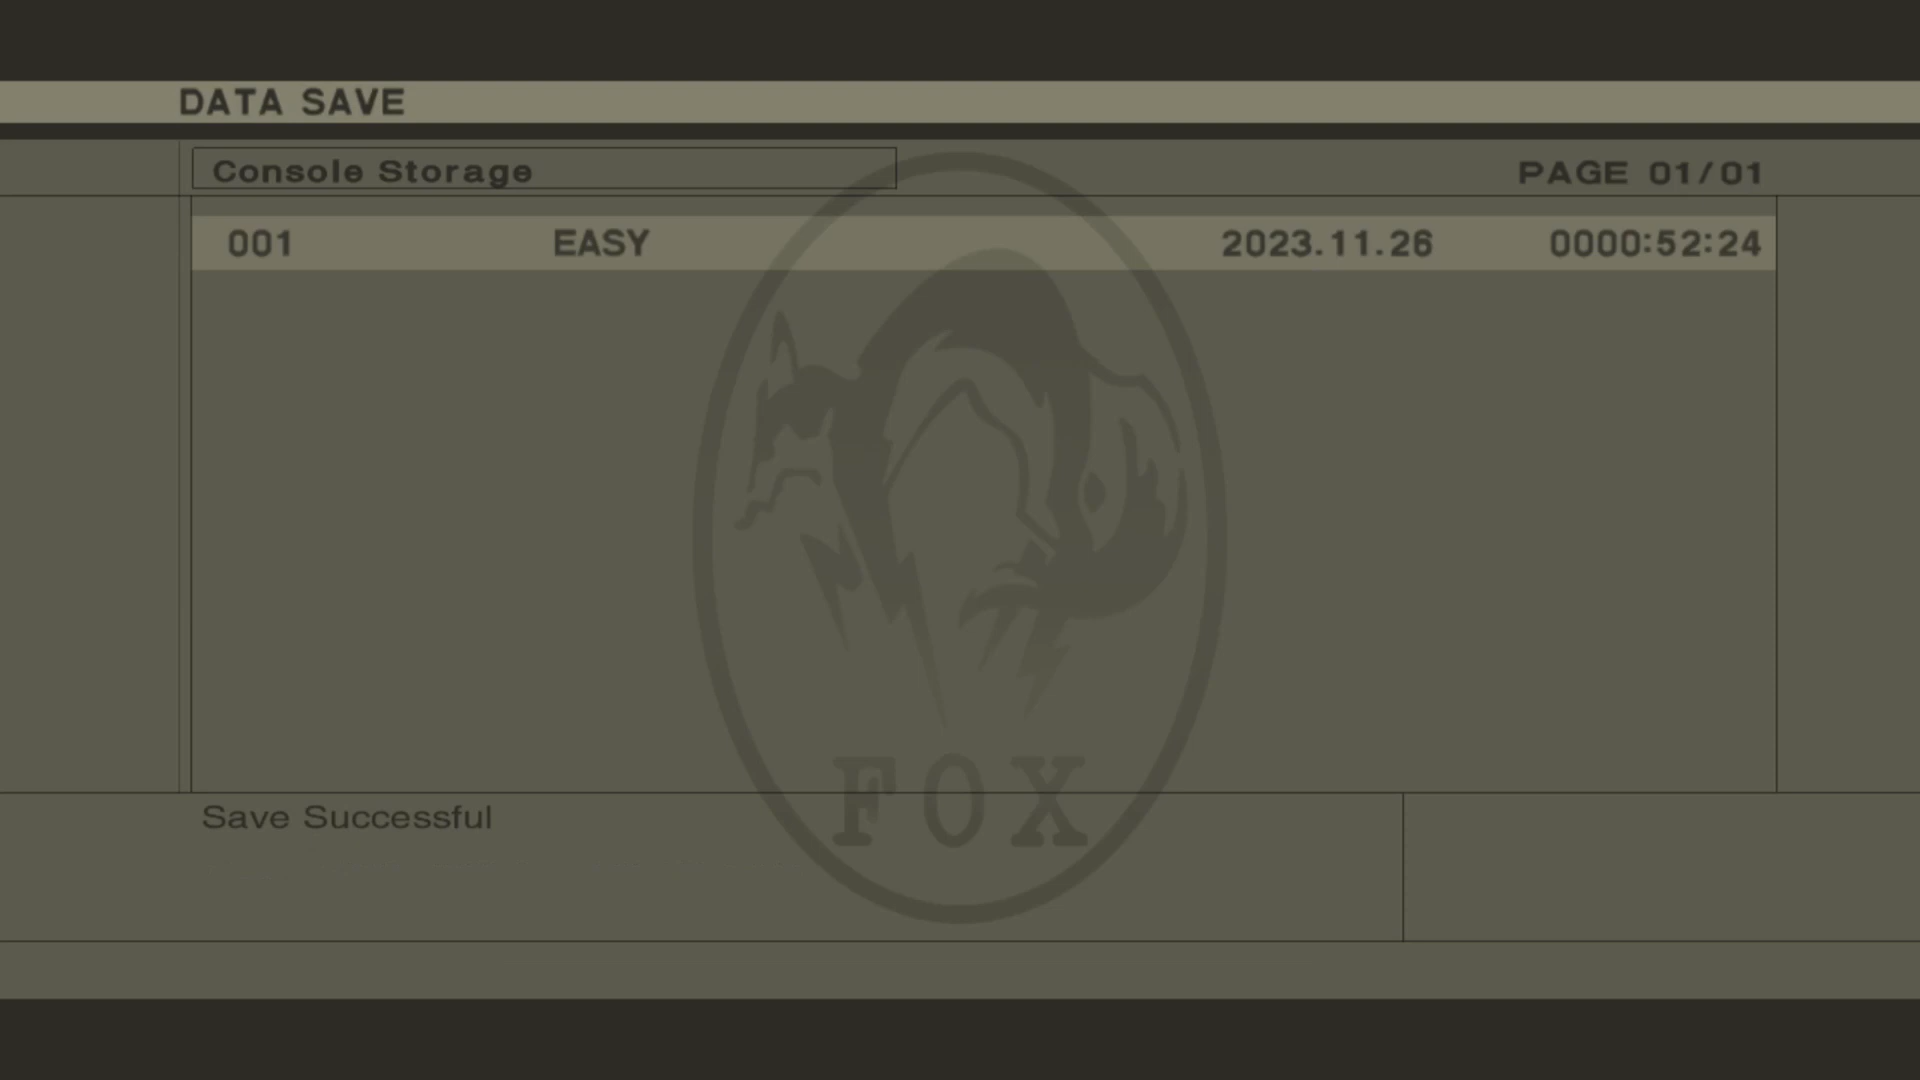 DATA SAVE
Console Storage
PAGE 01/01
001 EASY 2023.11.26 0000:52:24
Save Successful
FOX